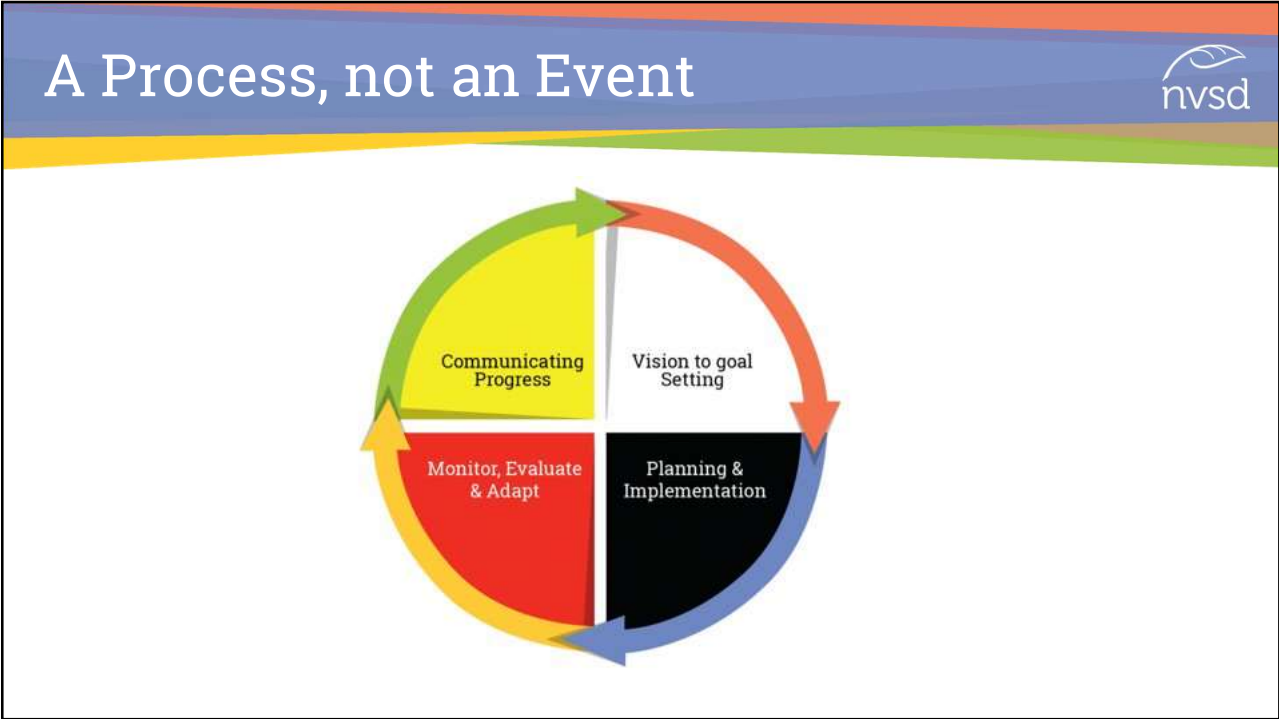 A Process, not an Event
nvsd
Communicating
Progress
Vision to goal
Setting
Monitor, Evaluate
& Adapt
Planning &
Implementation